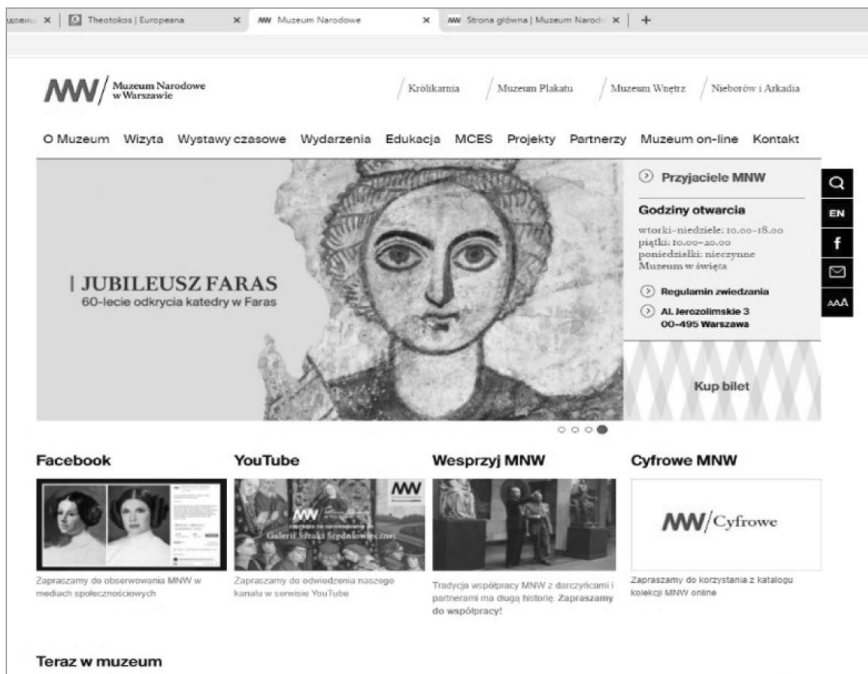 Theotokos | Europeana
Muzeum Narodowe
Strona główna | Muzeum Narod
Muzeum Narodowe
w Warszawie
Królikarnia
Muzeum Plakatu
Muzeum Wnętrz
Nieborów i Arkadia
O Muzeum Wizyta Wystawy czasowe Wydarzenia Edukacja MCES Projekty Partnerzy Muzeum on-line Kontakt
JUBILEUSZ FARAS
60-lecie odkrycia katedry w Faras
Przyjaciele MNW
Godziny otwarcia
wtorki–niedziele: 10.00–18.00
piątki: 10.00–20.00
poniedziałki: nieczynne
Muzeum w święta
Regulamin zwiedzania
Al. Jerozolimskie 3
00-495 Warszawa
Kup bilet
EN
f
AAA
Facebook
Zapraszamy do obserwowania MNW w
mediach społecznościowych
YouTube
Galerii Sztuki Średniowiecznej
Zapraszamy do odwiedzenia naszego
kanału w serwisie YouTube
Wesprzyj MNW
Tradycja współpracy MNW z darczyńcami i
partnerami ma długą historię. Zapraszamy
do współpracy!
Cyfrowe MNW
MW/Cyfrowe
Zapraszamy do korzystania z katalogu
kolekcji MNW online
Teraz w muzeum